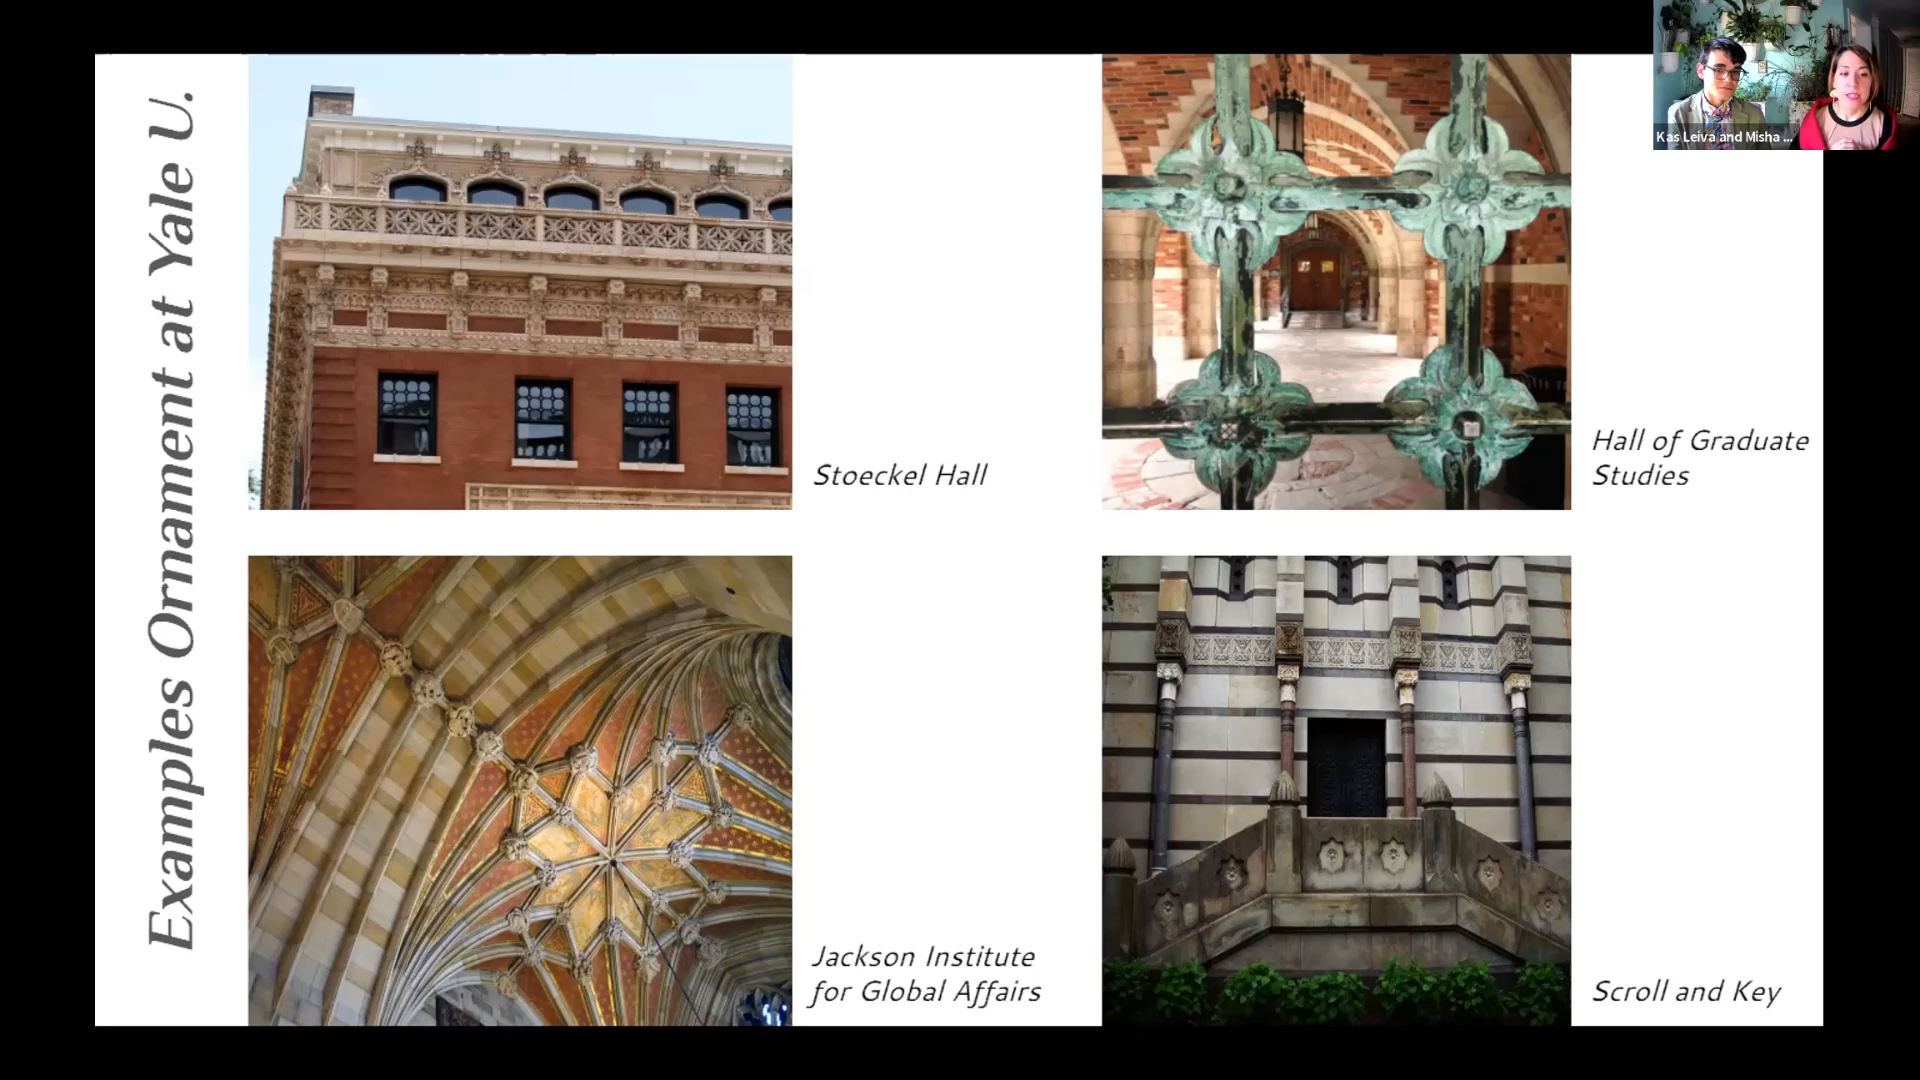 Examples Ornament at Yale U.
Stoeckel Hall
Hall of Graduate
Studies
Jackson Institute
for Global Affairs
Scroll and Key
Kas Leiva and Misha ...